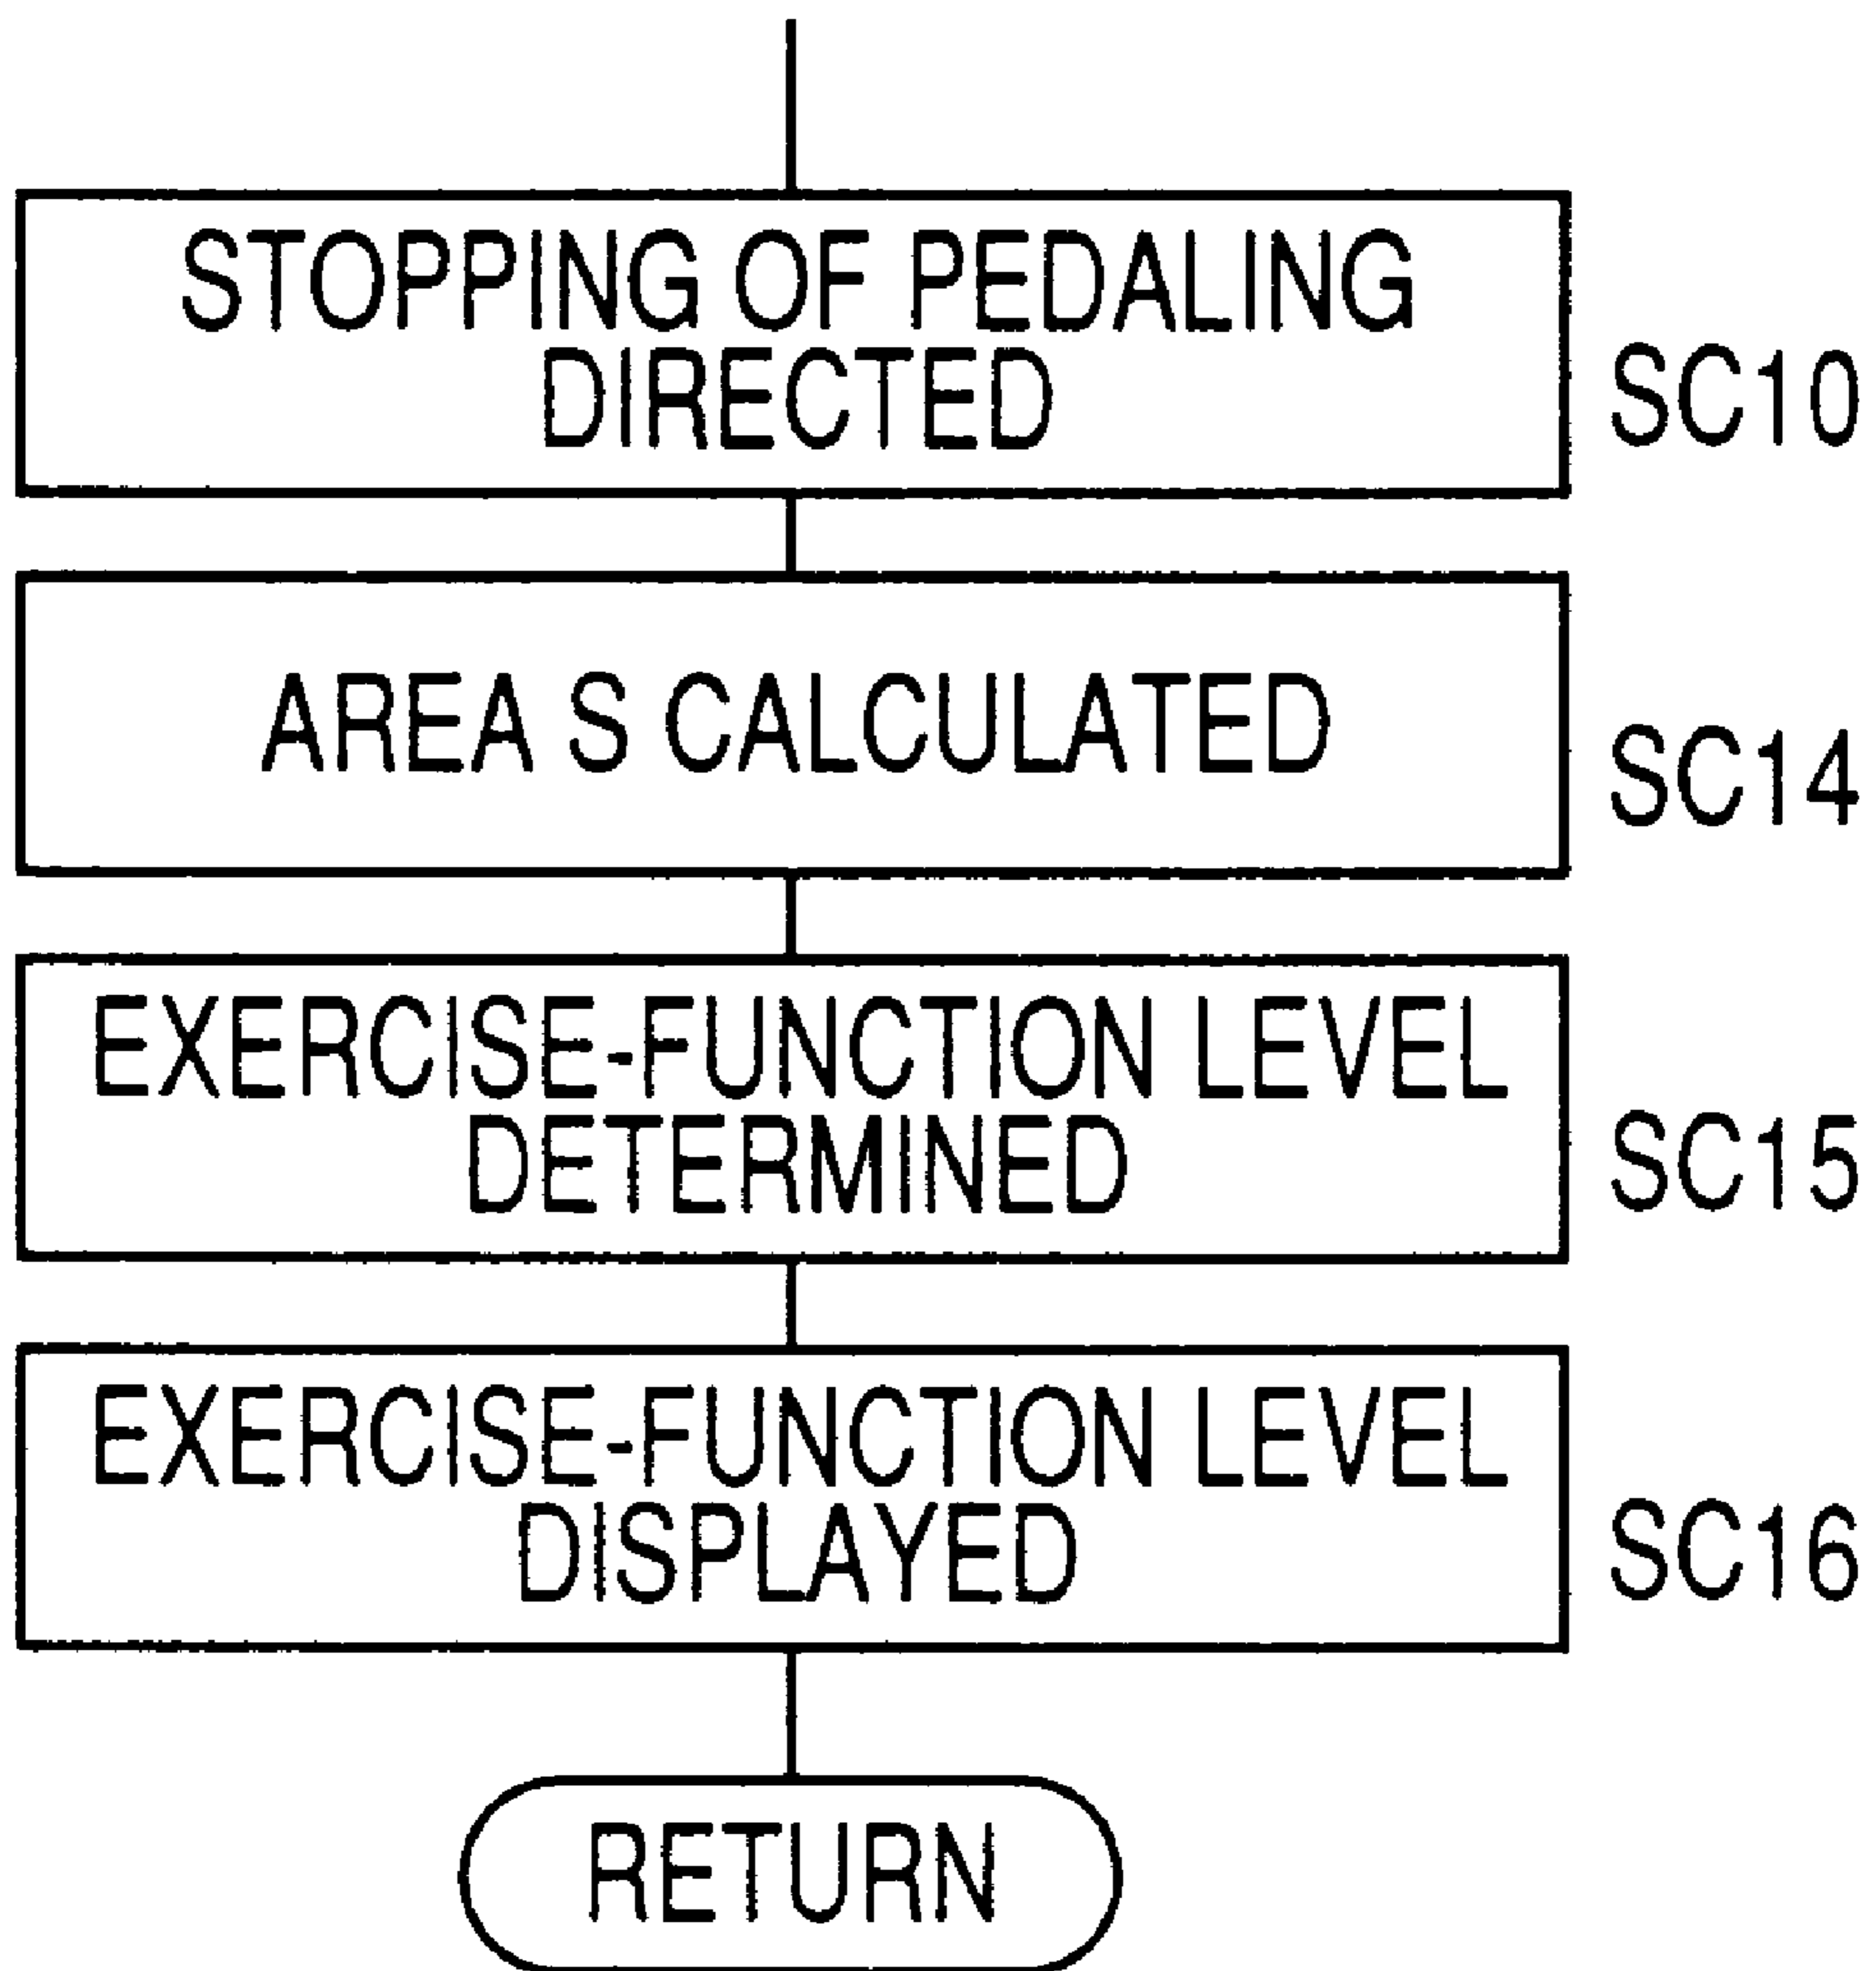 STOPPING OF PEDALING
DIRECTED
SC10
AREA S CALCULATED
SC14
EXERCISE-FUNCTION LEVEL
DETERMINED
SC15
EXERCISE-FUNCTION LEVEL
DISPLAYED
SC16
RETURN